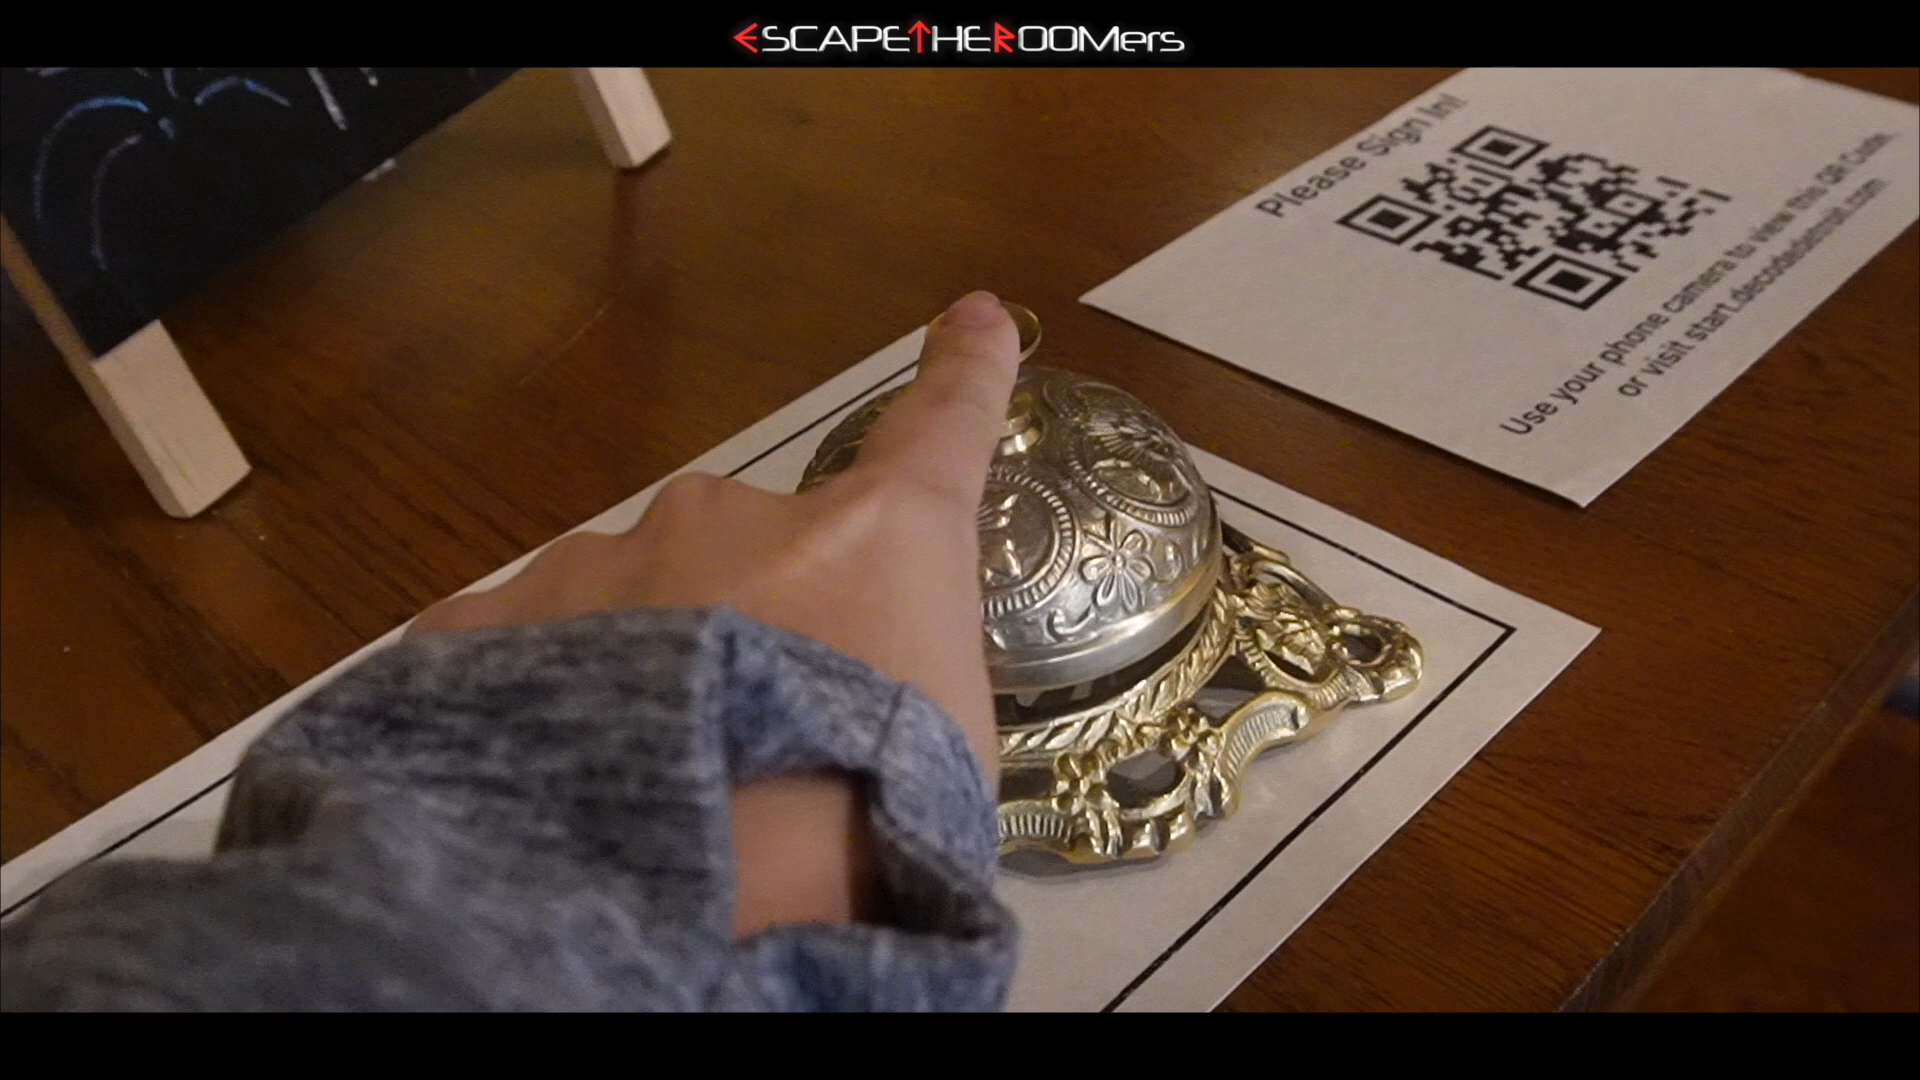 ESCAPETHEROOMers
Please Sign In!
Use your phone camera to view this QR Code.
or visit start.decodedetroit.com